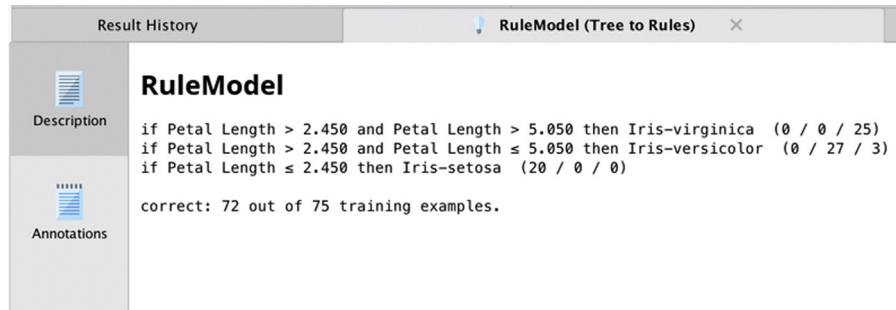 Result History
RuleModel (Tree to Rules)
Description
Annotations
RuleModel
if Petal Length > 2.450 and Petal Length > 5.050 then Iris-virginica (0 / 0 / 25)
if Petal Length > 2.450 and Petal Length ≤ 5.050 then Iris-versicolor (0 / 27 / 3)
if Petal Length ≤ 2.450 then Iris-setosa (20 / 0 / 0)
correct: 72 out of 75 training examples.